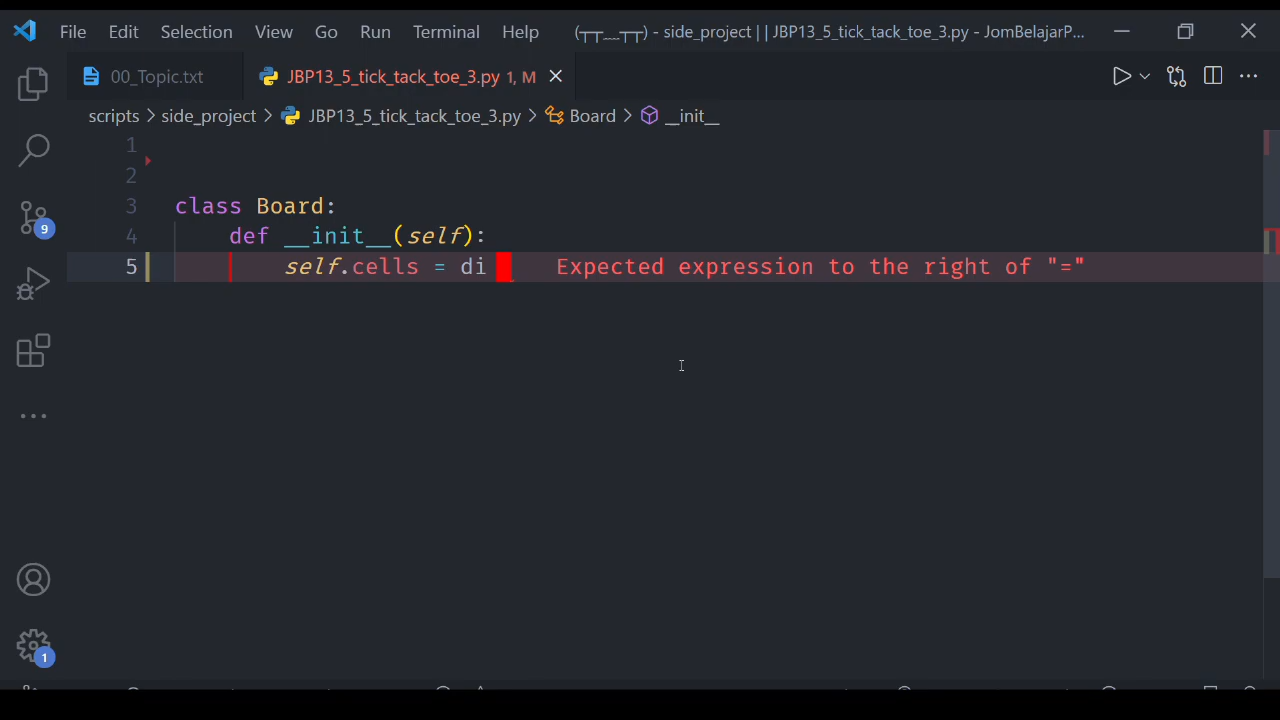 File Edit Selection View Go Run Terminal Help (┬┬﹏┬┬) - side_project | | JBP13_5_tick_tack_toe_3.py - JomBelajarP...
00_Topic.txt JBP13_5_tick_tack_toe_3.py 1, M
scripts > side_project > JBP13_5_tick_tack_toe_3.py > Board > __init__
1
2
3 class Board:
4 def __init__(self):
5 self.cells = di Expected expression to the right of "="
9
1